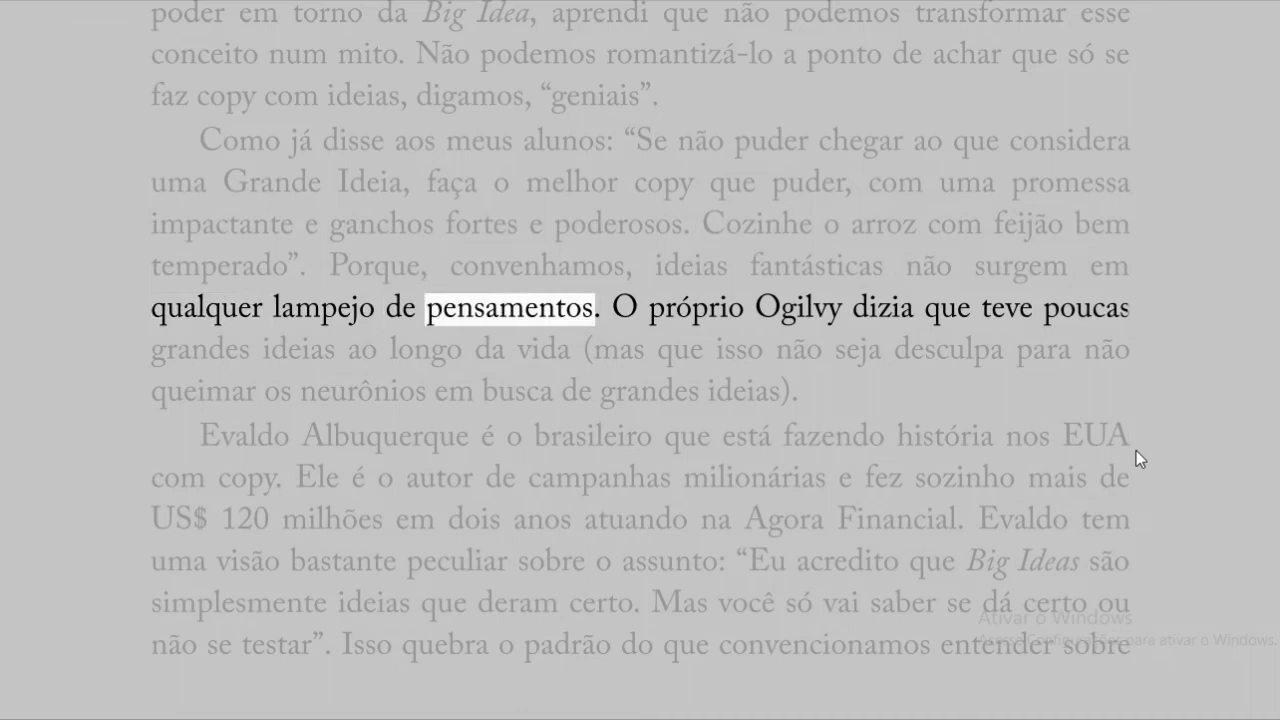 poder em torno da Big Idea, aprendi que não podemos transformar esse
conceito num mito. Não podemos romantizá-lo a ponto de achar que só se
faz copy com ideias, digamos, “geniais”.
Como já disse aos meus alunos: “Se não puder chegar ao que considera
uma Grande Ideia, faça o melhor copy que puder, com uma promessa
impactante e ganchos fortes e poderosos. Cozinhe o arroz com feijão bem
temperado”. Porque, convenhamos, ideias fantásticas não surgem em
qualquer lampejo de pensamentos. O próprio Ogilvy dizia que teve poucas
grandes ideias ao longo da vida (mas que isso não seja desculpa para não
queimar os neurônios em busca de grandes ideias).
Evaldo Albuquerque é o brasileiro que está fazendo história nos EUA
com copy. Ele é o autor de campanhas milionárias e fez sozinho mais de
US$ 120 milhões em dois anos atuando na Agora Financial. Evaldo tem
uma visão bastante peculiar sobre o assunto: “Eu acredito que Big Ideas são
simplesmente ideias que deram certo. Mas você só vai saber se dá certo ou
não se testar”. Isso quebra o padrão do que convencionamos entender sobre
Ativar o Windows
Acesse Configurações para ativar o Windows.